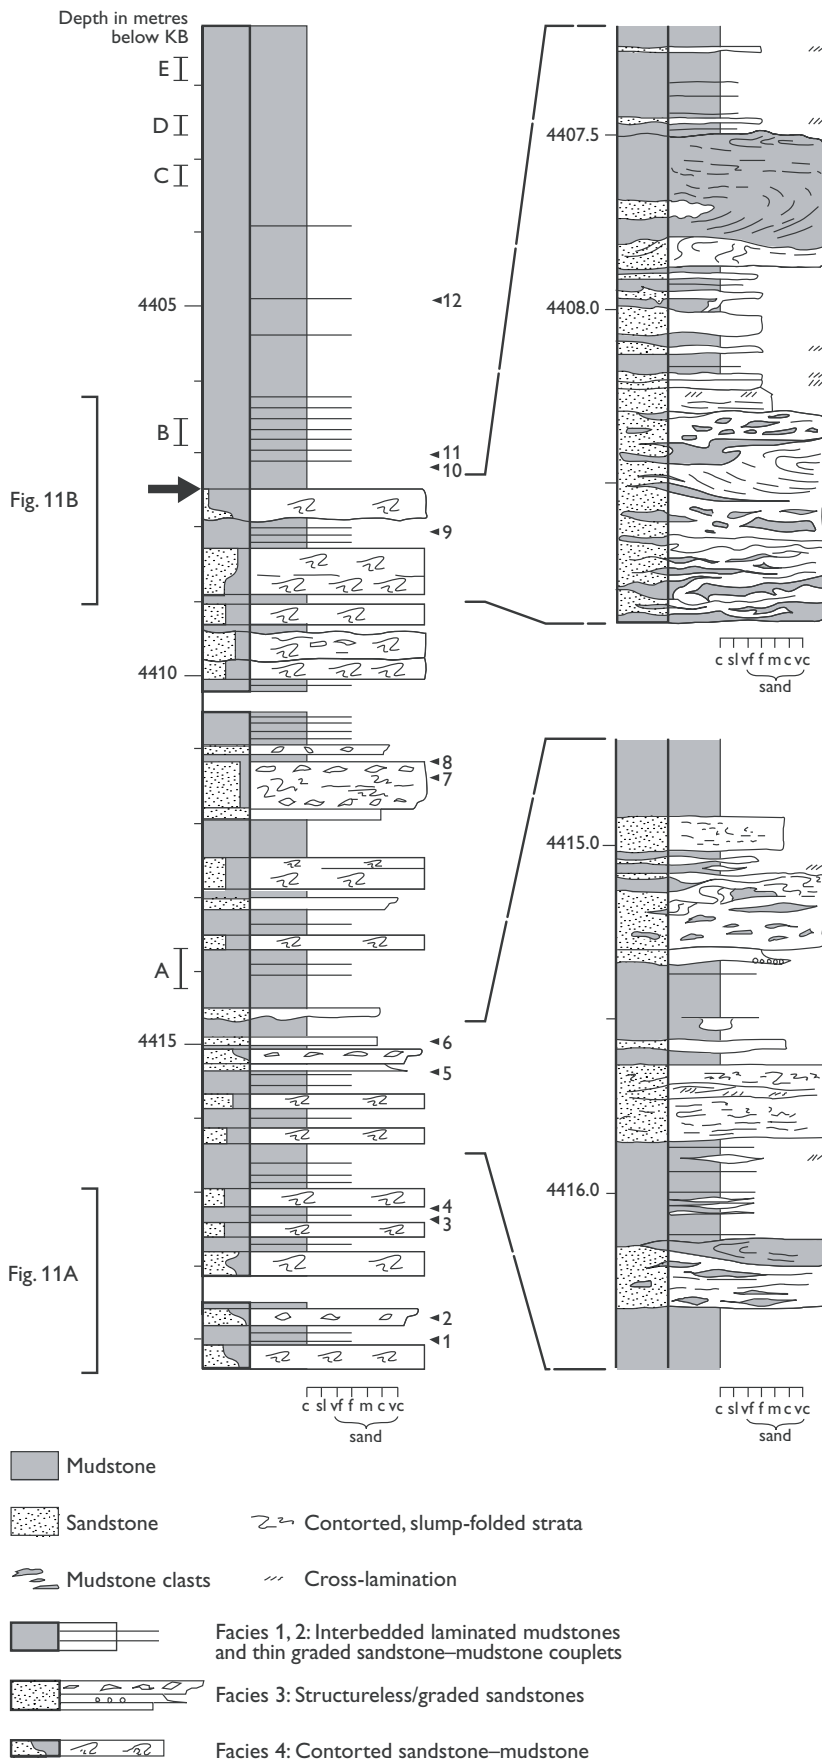 Depth in metres
below KB
E
D
C
4405
12
B
11
10
Fig. 11B
9
4410
8
7
A
4415
6
5
4
3
Fig. 11A
2
1
c sl vf f m c vc
sand
4407.5
4408.0
c sl vf f m c vc
sand
4415.0
4416.0
c sl vf f m c vc
sand
Mudstone
Sandstone
Contorted, slump-folded strata
Mudstone clasts
Cross-lamination
Facies 1, 2: Interbedded laminated mudstones
and thin graded sandstone–mudstone couplets
Facies 3: Structureless/graded sandstones
Facies 4: Contorted sandstone–mudstone